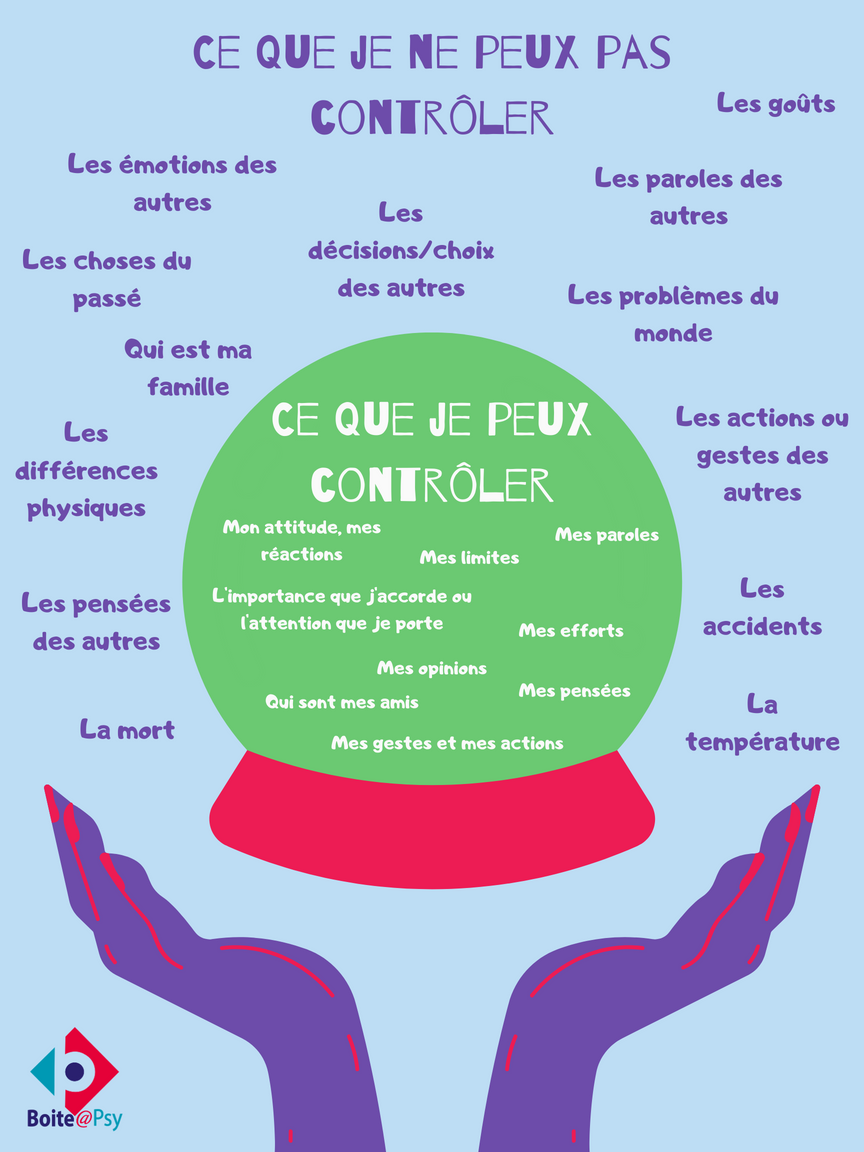 CE QUE JE NE PEUX PAS
CONTRÔLER
Les goûts
Les émotions des
autres
Les paroles des
autres
Les
décisions/choix
des autres
Les choses du
passé
Les problèmes du
monde
Qui est ma
famille
Les actions ou
gestes des
autres
Les
différences
physiques
Les pensées
des autres
Les
accidents
La mort
La
température
CE QUE JE PEUX
CONTRÔLER
Mon attitude, mes
réactions
Mes paroles
Mes limites
L'importance que j'accorde ou
l'attention que je porte
Mes efforts
Mes opinions
Mes pensées
Qui sont mes amis
Mes gestes et mes actions
Boite@Psy